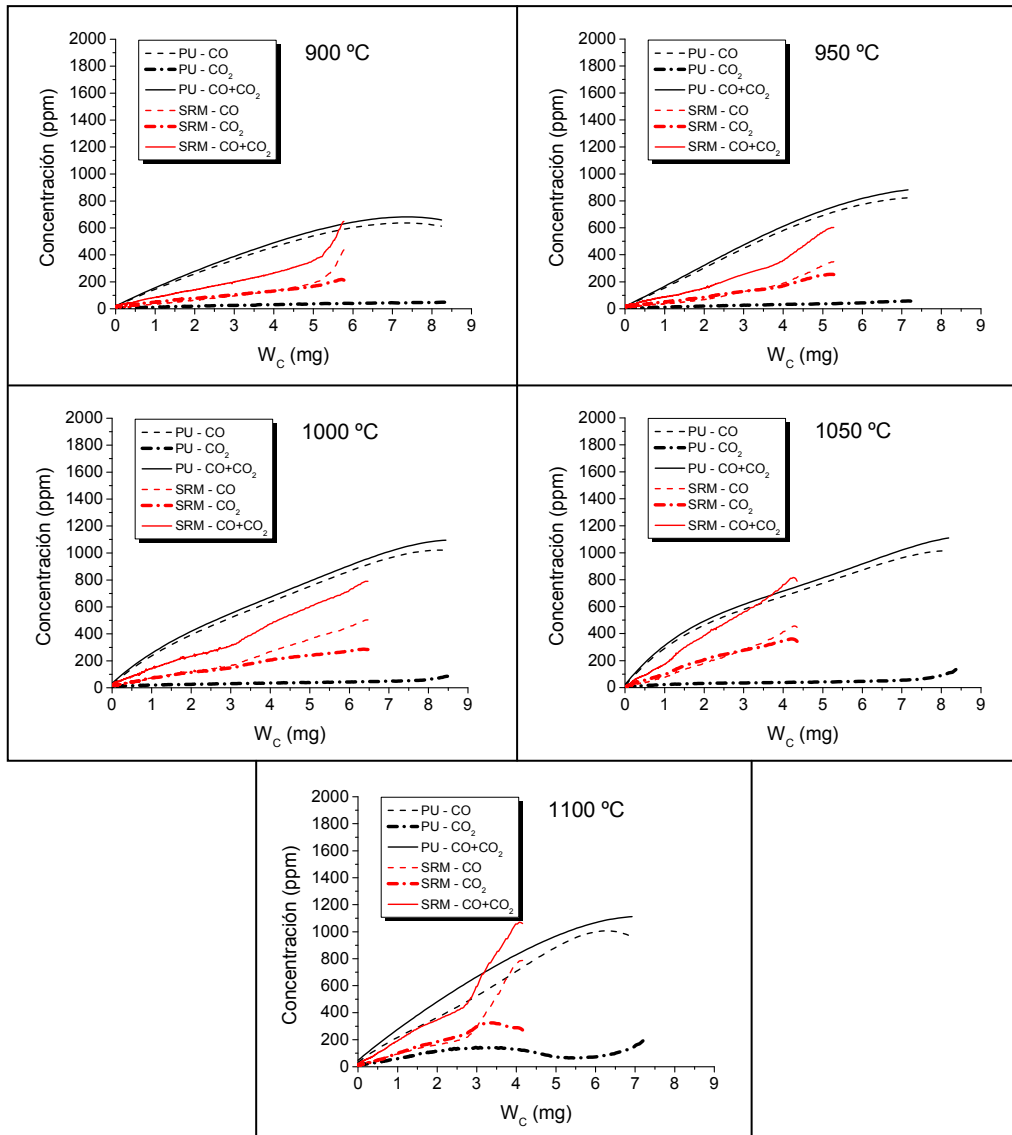 900 ºC
PU - CO
PU - CO2
PU - CO+CO2
SRM - CO
SRM - CO2
SRM - CO+CO2
Concentración (ppm)
2000
1800
1600
1400
1200
1000
800
600
400
200
0
0 1 2 3 4 5 6 7 8 9
WC (mg)
950 ºC
PU - CO
PU - CO2
PU - CO+CO2
SRM - CO
SRM - CO2
SRM - CO+CO2
Concentración (ppm)
2000
1800
1600
1400
1200
1000
800
600
400
200
0
0 1 2 3 4 5 6 7 8 9
WC (mg)
1000 ºC
PU - CO
PU - CO2
PU - CO+CO2
SRM - CO
SRM - CO2
SRM - CO+CO2
Concentración (ppm)
2000
1800
1600
1400
1200
1000
800
600
400
200
0
0 1 2 3 4 5 6 7 8 9
WC (mg)
1050 ºC
PU - CO
PU - CO2
PU - CO+CO2
SRM - CO
SRM - CO2
SRM - CO+CO2
Concentración (ppm)
2000
1800
1600
1400
1200
1000
800
600
400
200
0
0 1 2 3 4 5 6 7 8 9
WC (mg)
1100 ºC
PU - CO
PU - CO2
PU - CO+CO2
SRM - CO
SRM - CO2
SRM - CO+CO2
Concentración (ppm)
2000
1800
1600
1400
1200
1000
800
600
400
200
0
0 1 2 3 4 5 6 7 8 9
WC (mg)